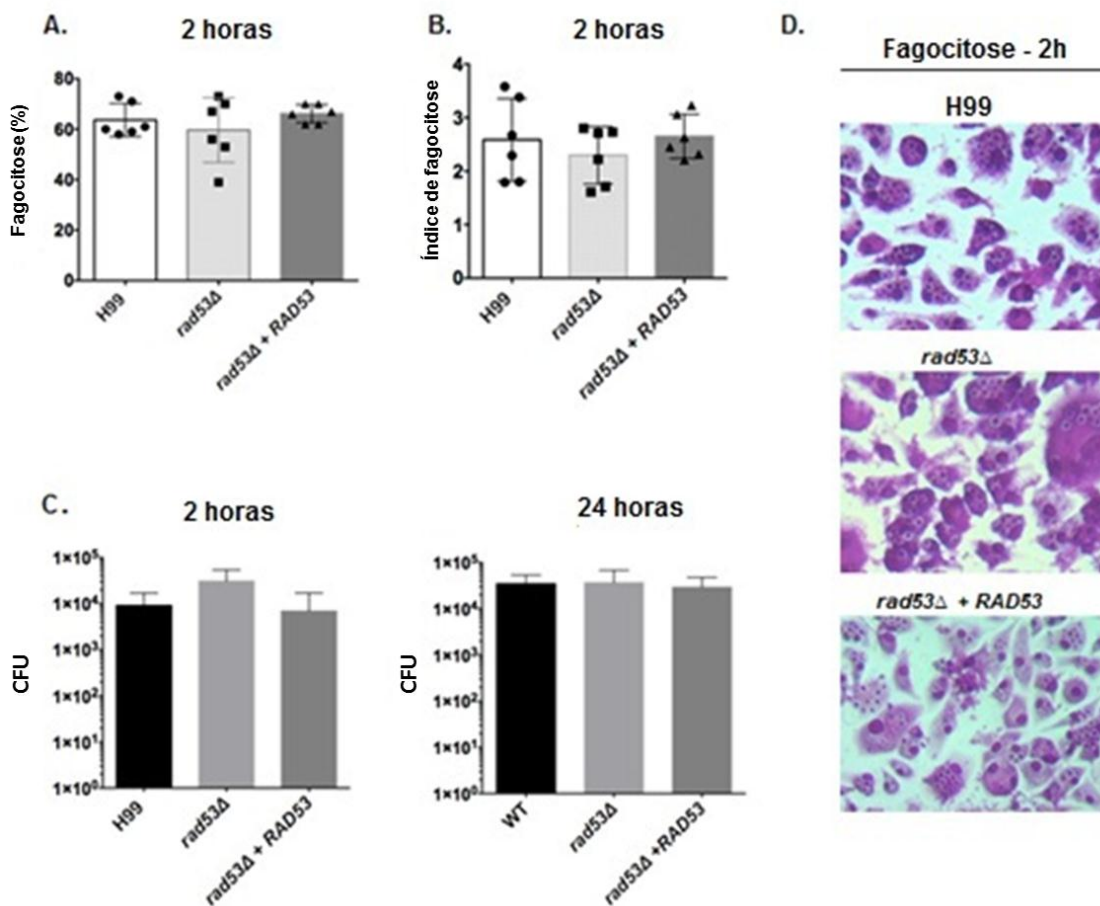 A.
2 horas
Fagocitose (%)
80
60
40
20
0
H99
rad53Δ
rad53Δ + RAD53
B.
2 horas
Índice de fagocitose
4
3
2
1
0
H99
rad53Δ
rad53Δ + RAD53
C.
2 horas
CFU
1×10⁵
1×10⁴
1×10³
1×10²
1×10¹
1×10⁰
H99
rad53Δ
rad53Δ + RAD53
24 horas
CFU
1×10⁵
1×10⁴
1×10³
1×10²
1×10¹
1×10⁰
WT
rad53Δ
rad53Δ +RAD53
D.
Fagocitose - 2h
H99
rad53Δ
rad53Δ + RAD53